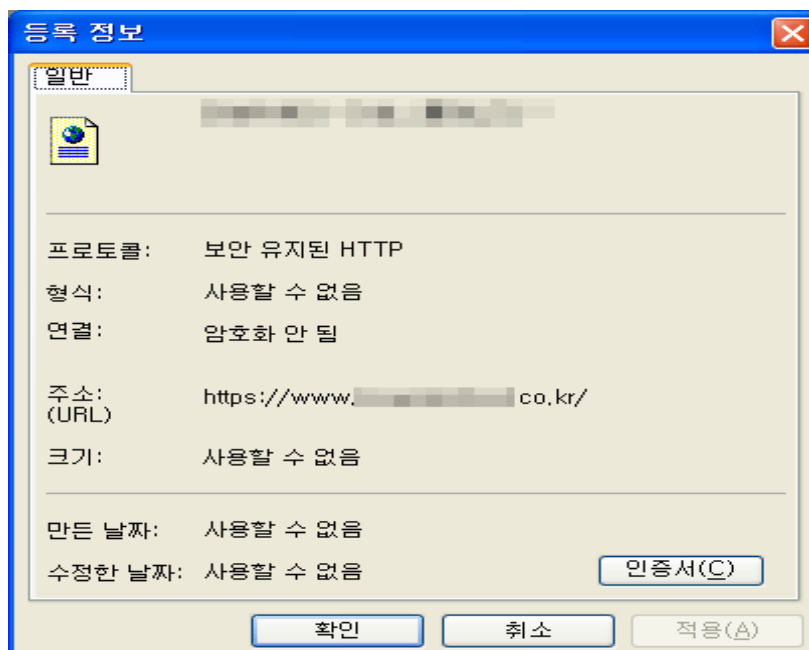 등록 정보
일반
프로토콜: 보안 유지된 HTTP
형식: 사용할 수 없음
연결: 암호화 안 됨
주소: https://www. co.kr/
(URL)
크기: 사용할 수 없음
만든 날짜: 사용할 수 없음
수정한 날짜: 사용할 수 없음
인증서(C)
확인 취소 적용(A)